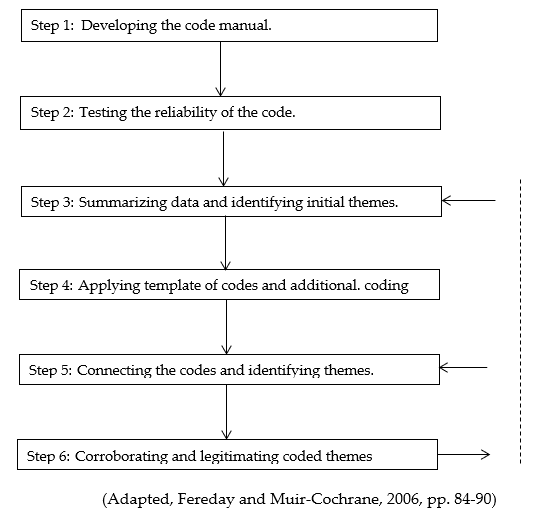 Step 1: Developing the code manual.
Step 2: Testing the reliability of the code.
Step 3: Summarizing data and identifying initial themes.
Step 4: Applying template of codes and additional. coding
Step 5: Connecting the codes and identifying themes.
Step 6: Corroborating and legitimating coded themes
(Adapted, Fereday and Muir-Cochrane, 2006, pp. 84-90)